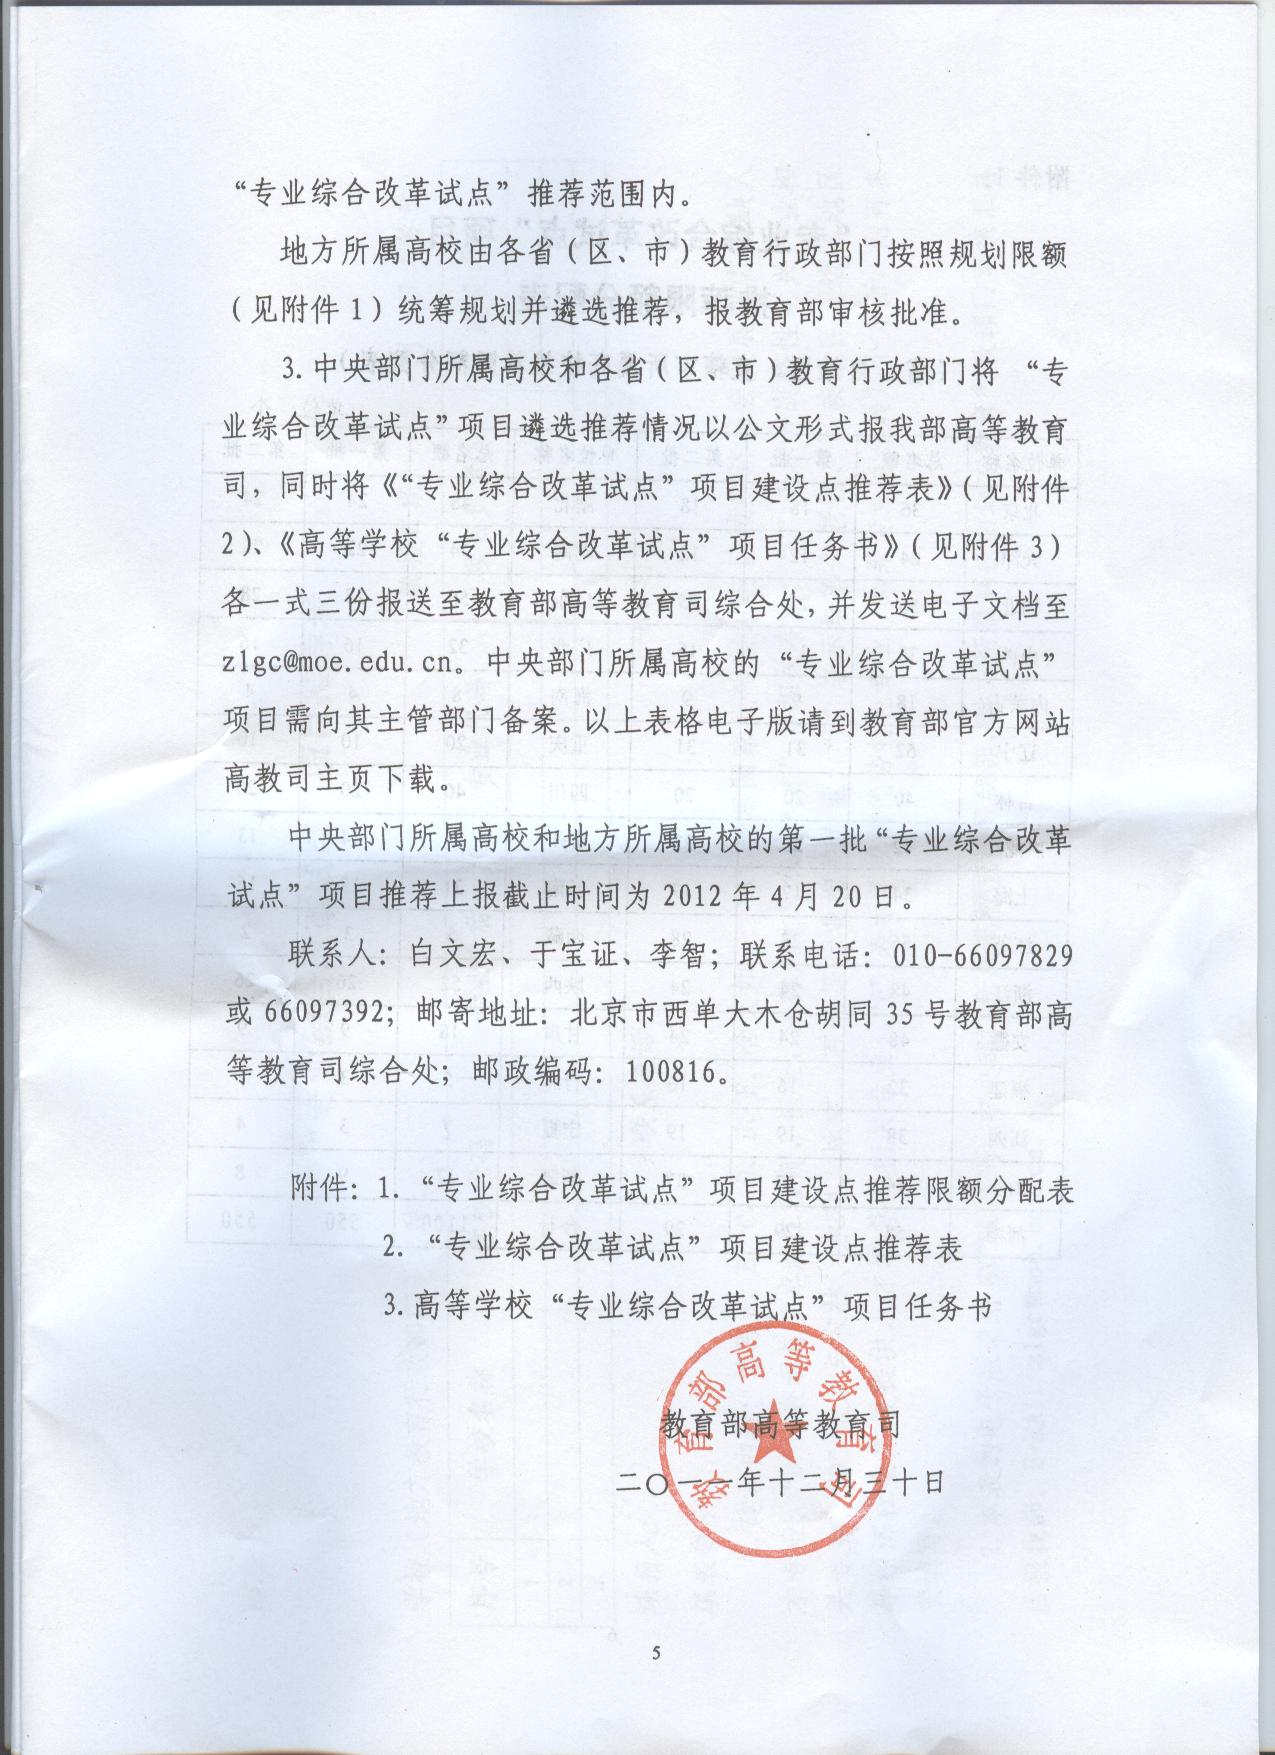 “专业综合改革试点”推荐范围内。
地方所属高校由各省（区、市）教育行政部门按照规划限额
（见附件1）统筹规划并遴选推荐，报教育部审核批准。
3.中央部门所属高校和各省（区、市）教育行政部门将“专
业综合改革试点”项目遴选推荐情况以公文形式报我部高等教育
司，同时将《“专业综合改革试点”项目建设点推荐表》（见附件
2）、《高等学校“专业综合改革试点”项目任务书》（见附件3）
各一式三份报送至教育部高等教育司综合处，并发送电子文档至
zlgc@moe.edu.cn。中央部门所属高校的“专业综合改革试点”
项目需向其主管部门备案。以上表格电子版请到教育部官方网站
高教司主页下载。
中央部门所属高校和地方所属高校的第一批“专业综合改革
试点”项目推荐上报截止时间为2012年4月20日。
联系人：白文宏、于宝证、李智；联系电话：010-66097829
或66097392；邮寄地址：北京市西单大木仓胡同35号教育部高
等教育司综合处；邮政编码：100816。
附件：1.“专业综合改革试点”项目建设点推荐限额分配表
2.“专业综合改革试点”项目建设点推荐表
3.高等学校“专业综合改革试点”项目任务书
教育部高等教育司
教育部高等教育司
二〇一一年十二月三十日
5